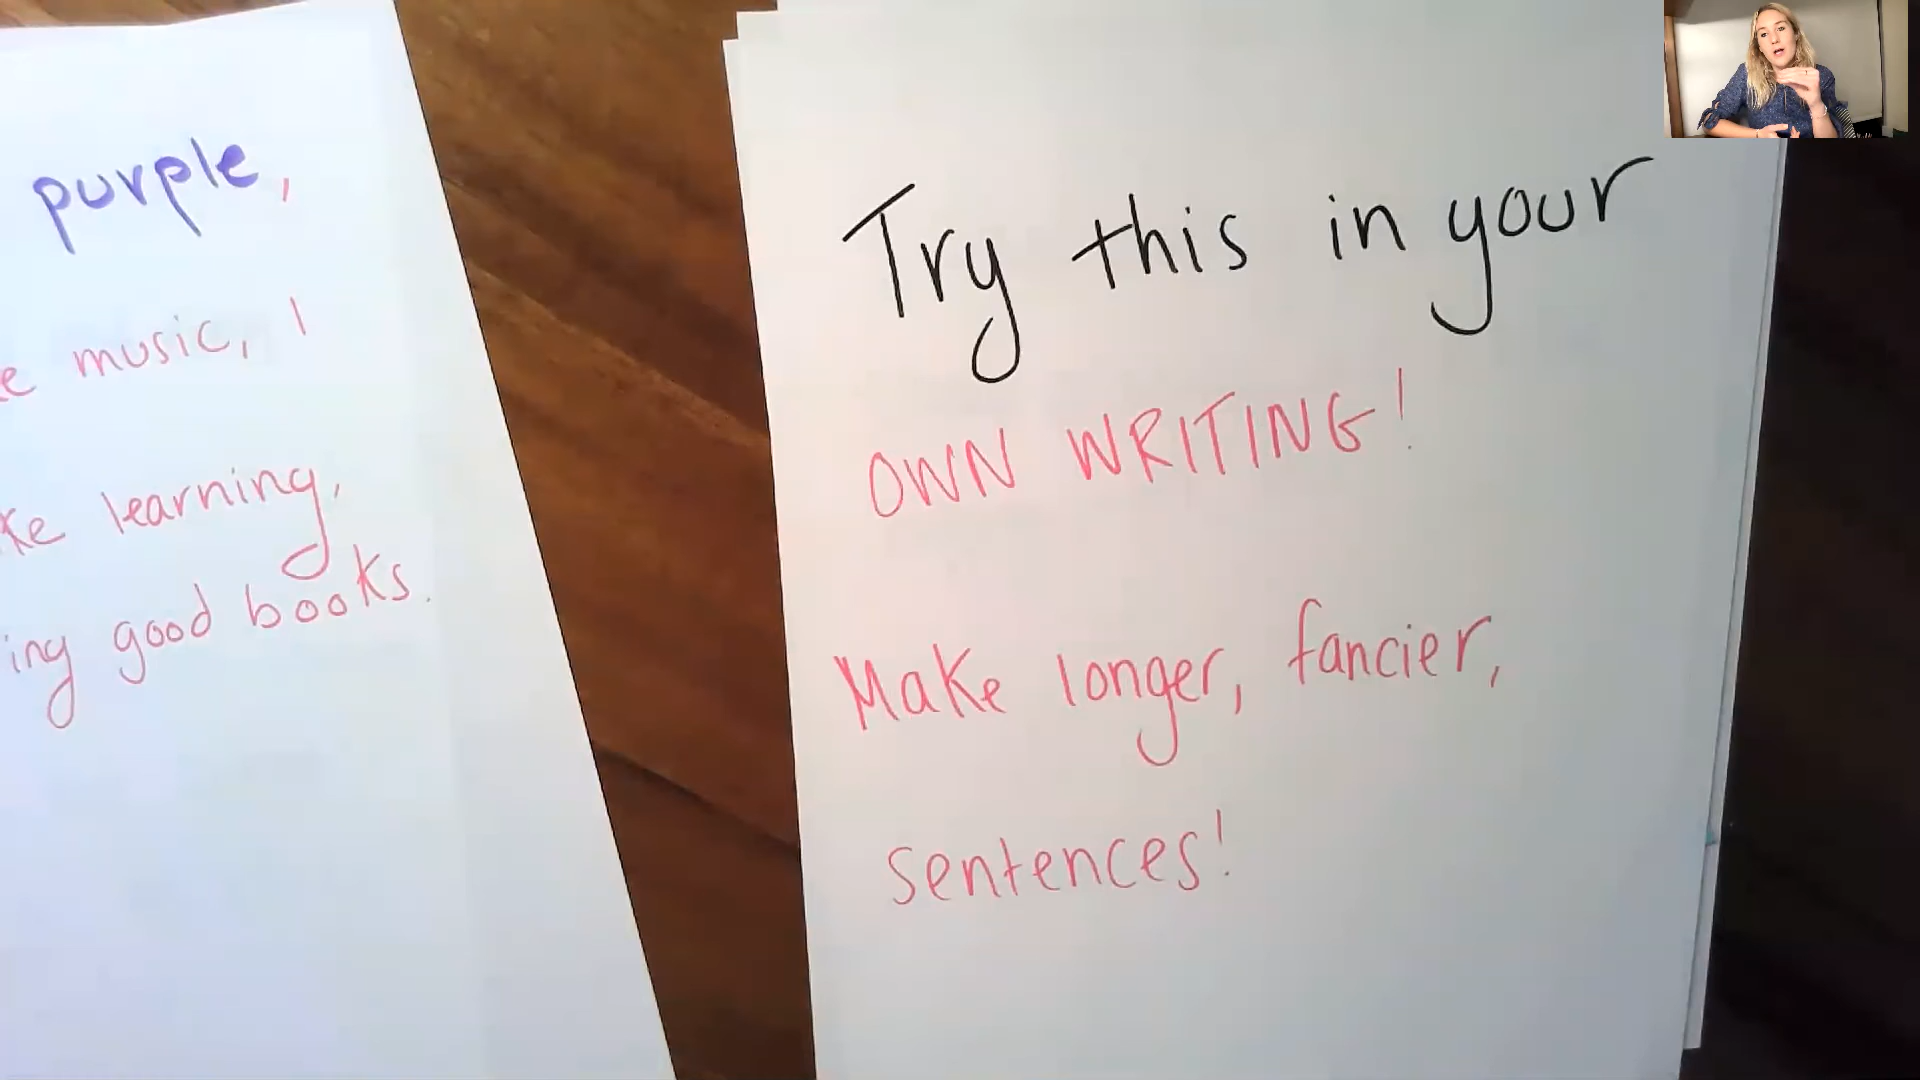 purple,
music, I
learning,
good books.
Try this in your
OWN WRITING!
Make longer, fancier,
sentences!